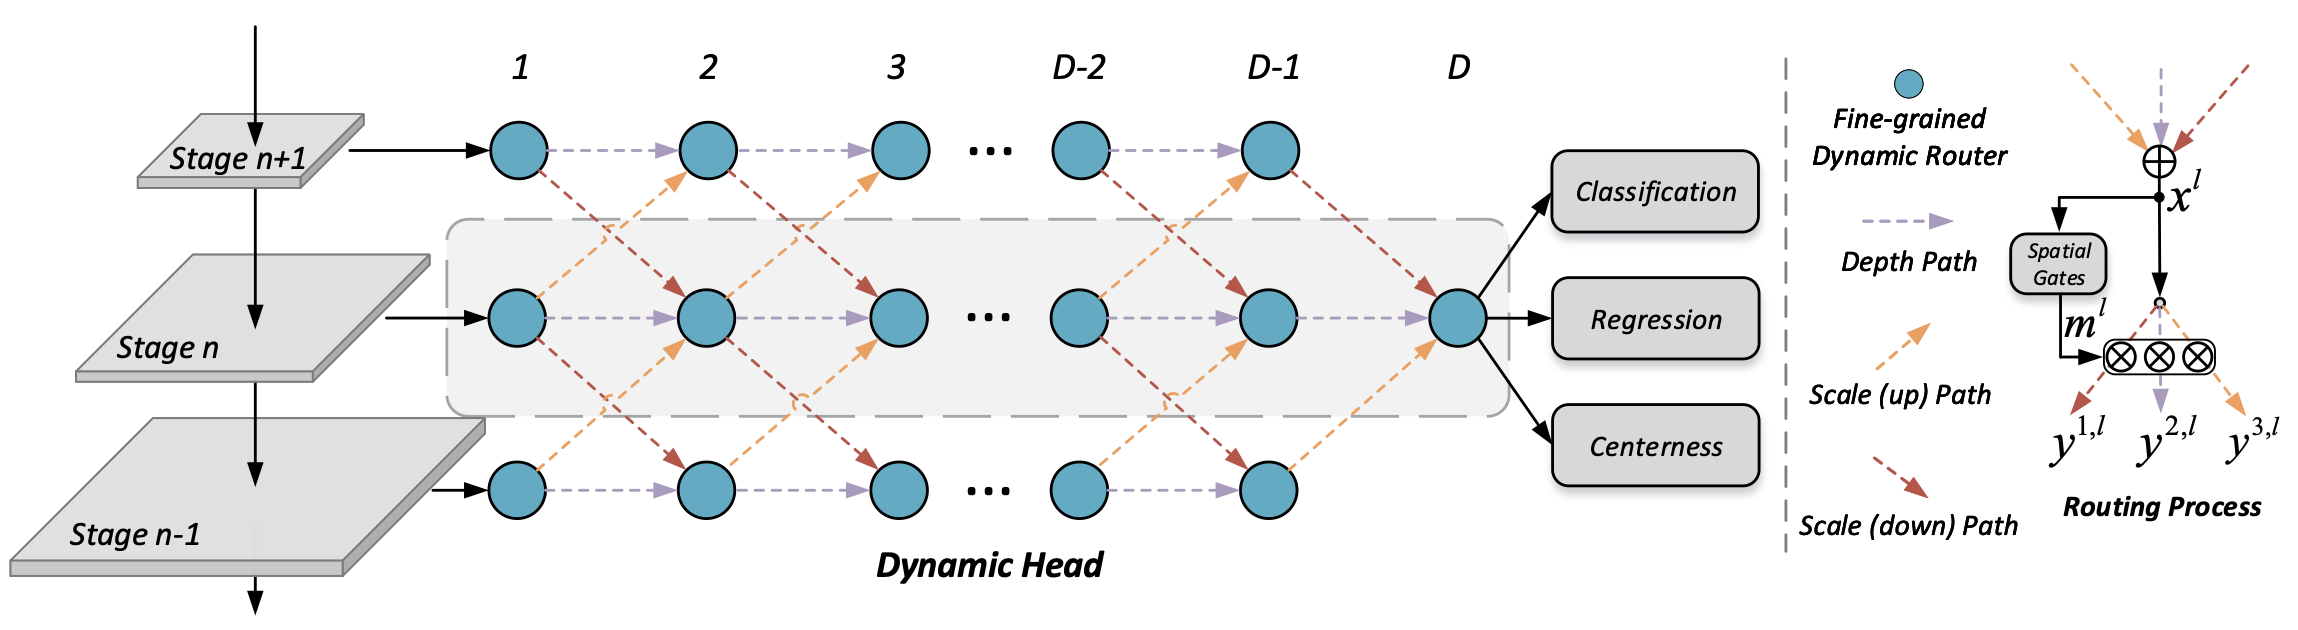 1 2 3 D-2 D-1 D
Stage n+1
Stage n
Stage n-1
...
...
...
Dynamic Head
Classification
Regression
Centerness
Fine-grained
Dynamic Router
Depth Path
Scale (up) Path
Scale (down) Path
x^l
Spatial
Gates
m^l
y^{1,l} y^{2,l} y^{3,l}
Routing Process